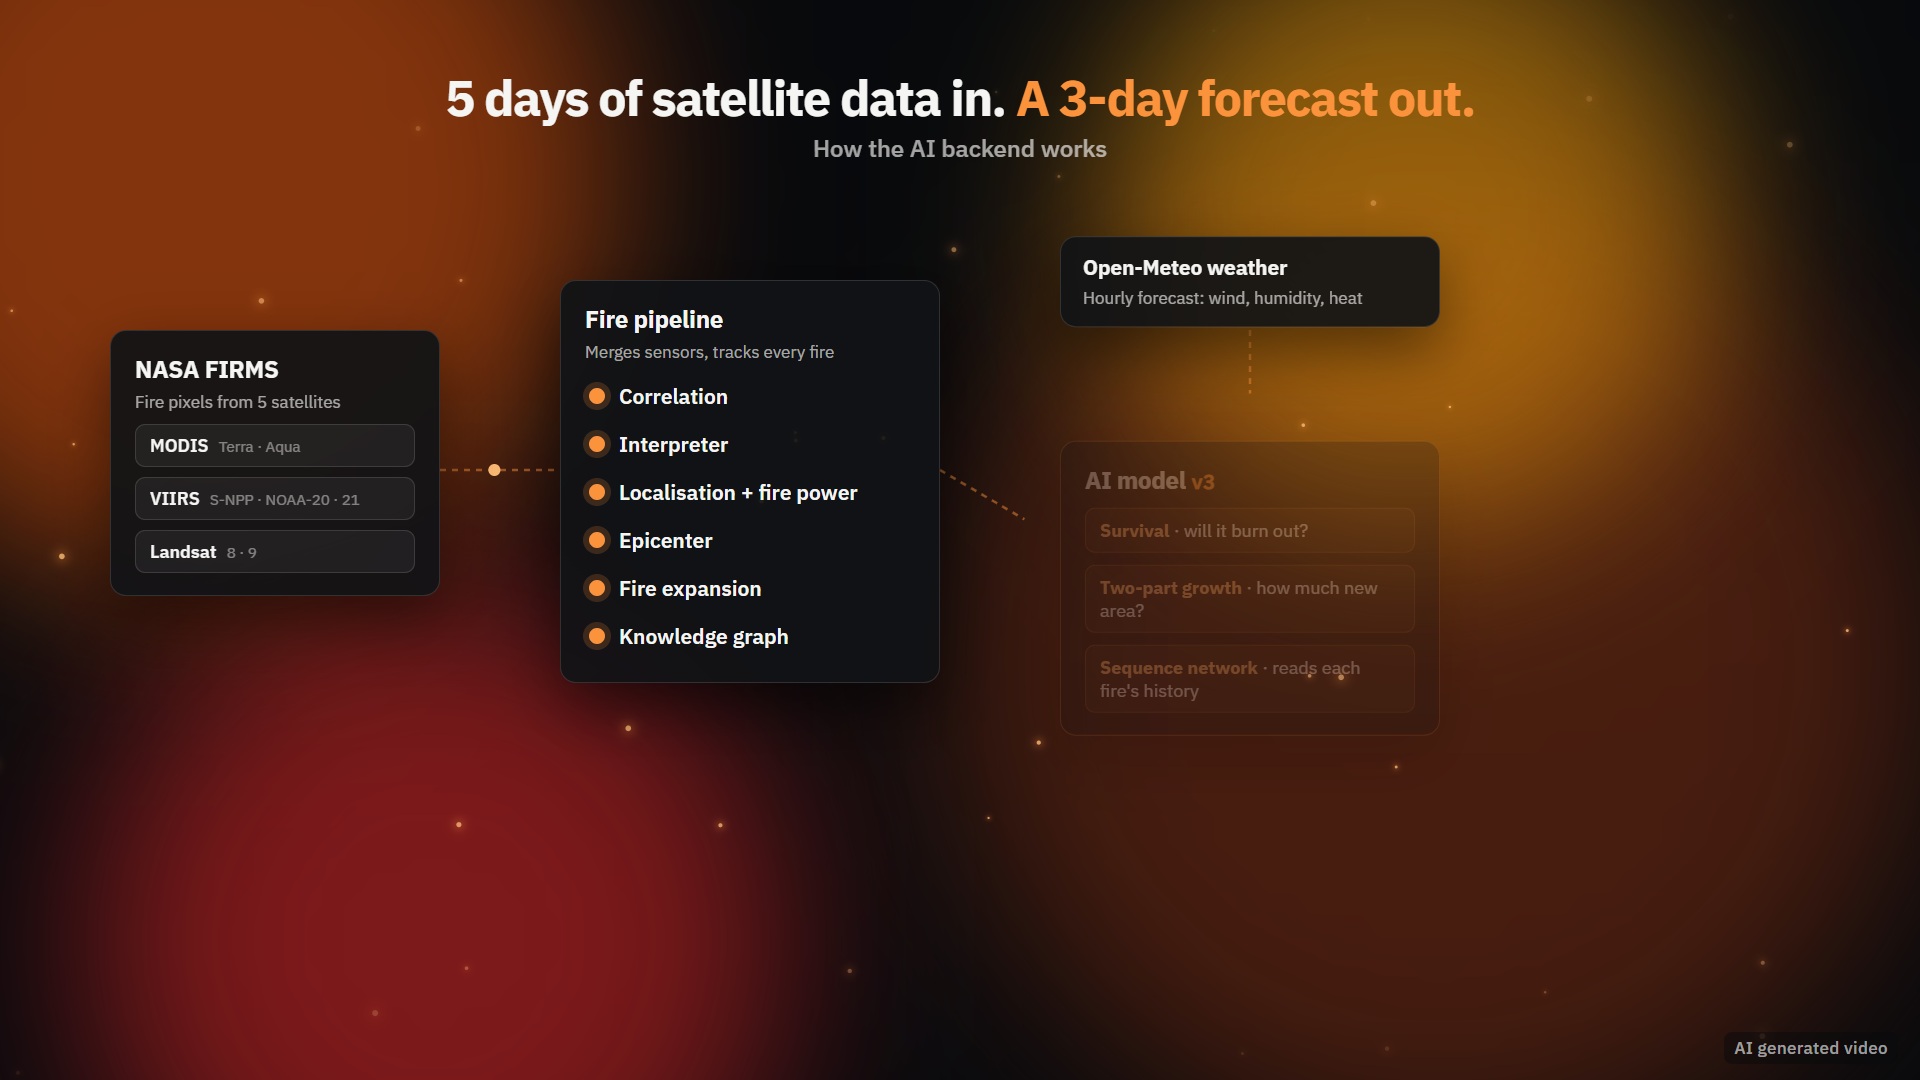 5 days of satellite data in. A 3-day forecast out.
How the AI backend works
NASA FIRMS
Fire pixels from 5 satellites
MODIS Terra · Aqua
VIIRS S-NPP · NOAA-20 · 21
Landsat 8 · 9
Fire pipeline
Merges sensors, tracks every fire
Correlation
Interpreter
Localisation + fire power
Epicenter
Fire expansion
Knowledge graph
Open-Meteo weather
Hourly forecast: wind, humidity, heat
AI model v3
Survival · will it burn out?
Two-part growth · how much new
area?
Sequence network · reads each
fire's history
AI generated video